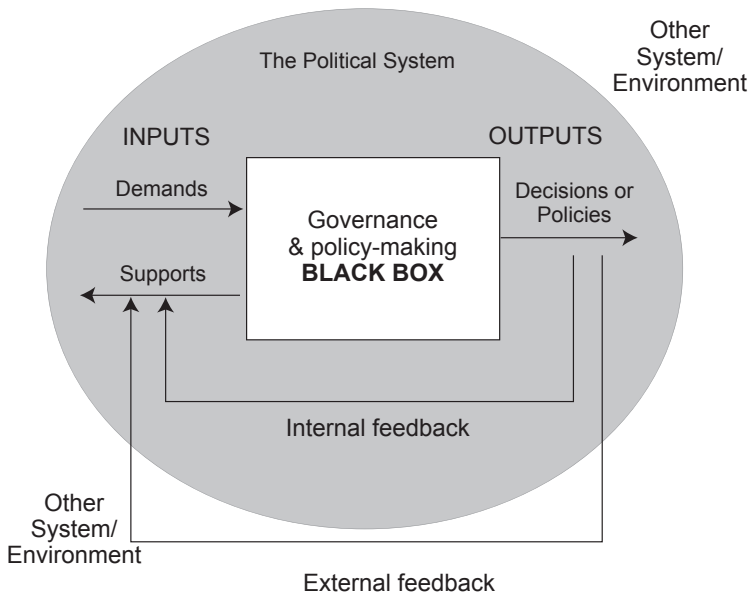 Other
System/
Environment
The Political System
INPUTS
OUTPUTS
Demands
Decisions or
Policies
Governance
& policy-making
BLACK BOX
Supports
Internal feedback
Other
System/
Environment
External feedback